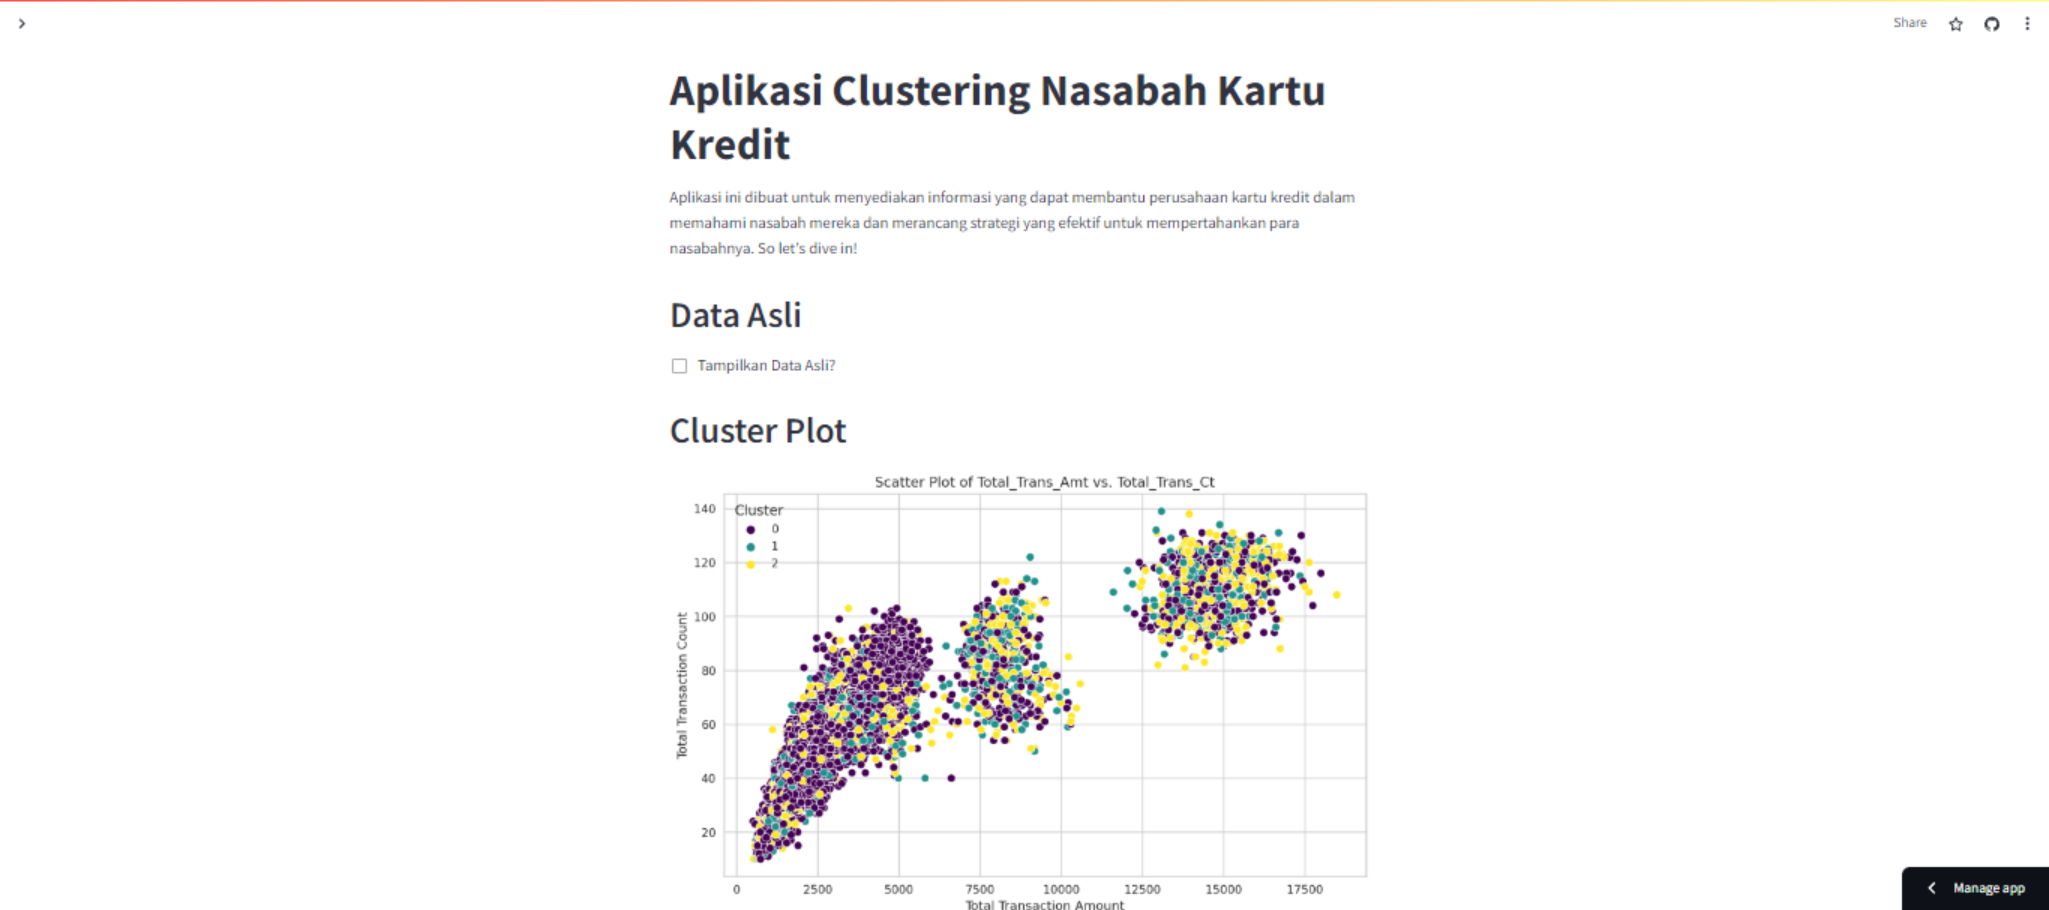 Share
Aplikasi Clustering Nasabah Kartu
Kredit
Aplikasi ini dibuat untuk menyediakan informasi yang dapat membantu perusahaan kartu kredit dalam
memahami nasabah mereka dan merancang strategi yang efektif untuk mempertahankan para
nasabahnya. So let's dive in!
Data Asli
Tampilkan Data Asli?
Cluster Plot
Scatter Plot of Total_Trans_Amt vs. Total_Trans_Ct
Cluster
0
1
2
Total Transaction Count
140
120
100
80
60
40
20
0 2500 5000 7500 10000 12500 15000 17500
Total Transaction Amount
Manage app